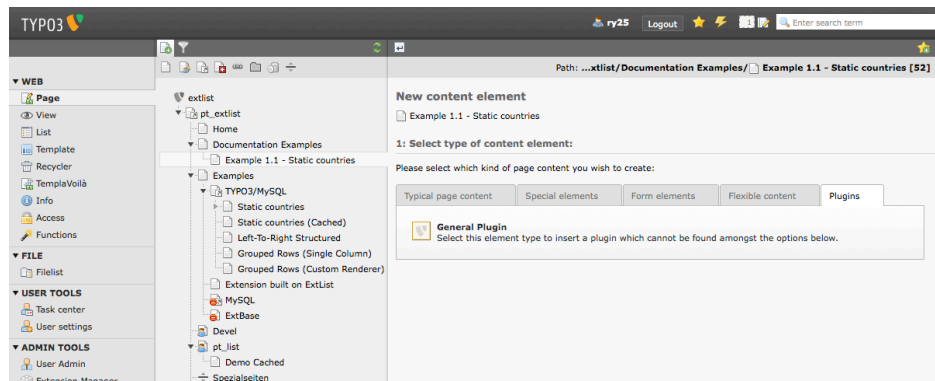 TYPO3
ry25 Logout Enter search term
Path: ...xtlist/Documentation Examples/ Example 1.1 - Static countries [52]
WEB
Page
View
List
Template
Recycler
TemplaVoilà
Info
Access
Functions
FILE
Filelist
USER TOOLS
Task center
User settings
ADMIN TOOLS
User Admin
Extension Manager
extlist
pt_extlist
Home
Documentation Examples
Example 1.1 - Static countries
Examples
TYPO3/MySQL
Static countries
Static countries (Cached)
Left-To-Right Structured
Grouped Rows (Single Column)
Grouped Rows (Custom Renderer)
Extension built on ExtList
MySQL
ExtBase
Devel
pt_list
Demo Cached
Spezialseiten
New content element
Example 1.1 - Static countries
1: Select type of content element:
Please select which kind of page content you wish to create:
Typical page content Special elements Form elements Flexible content Plugins
General Plugin
Select this element type to insert a plugin which cannot be found amongst the options below.